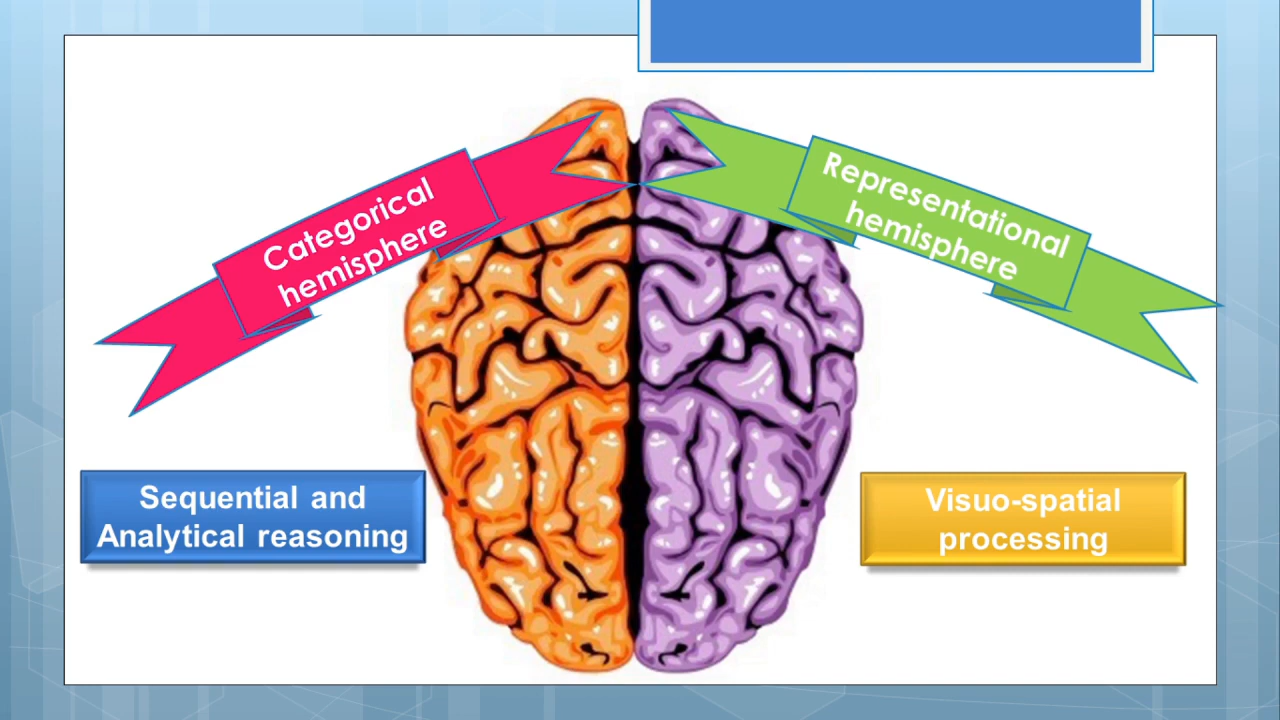 Categorical
hemisphere
Representational
hemisphere
Sequential and
Analytical reasoning
Visuo-spatial
processing